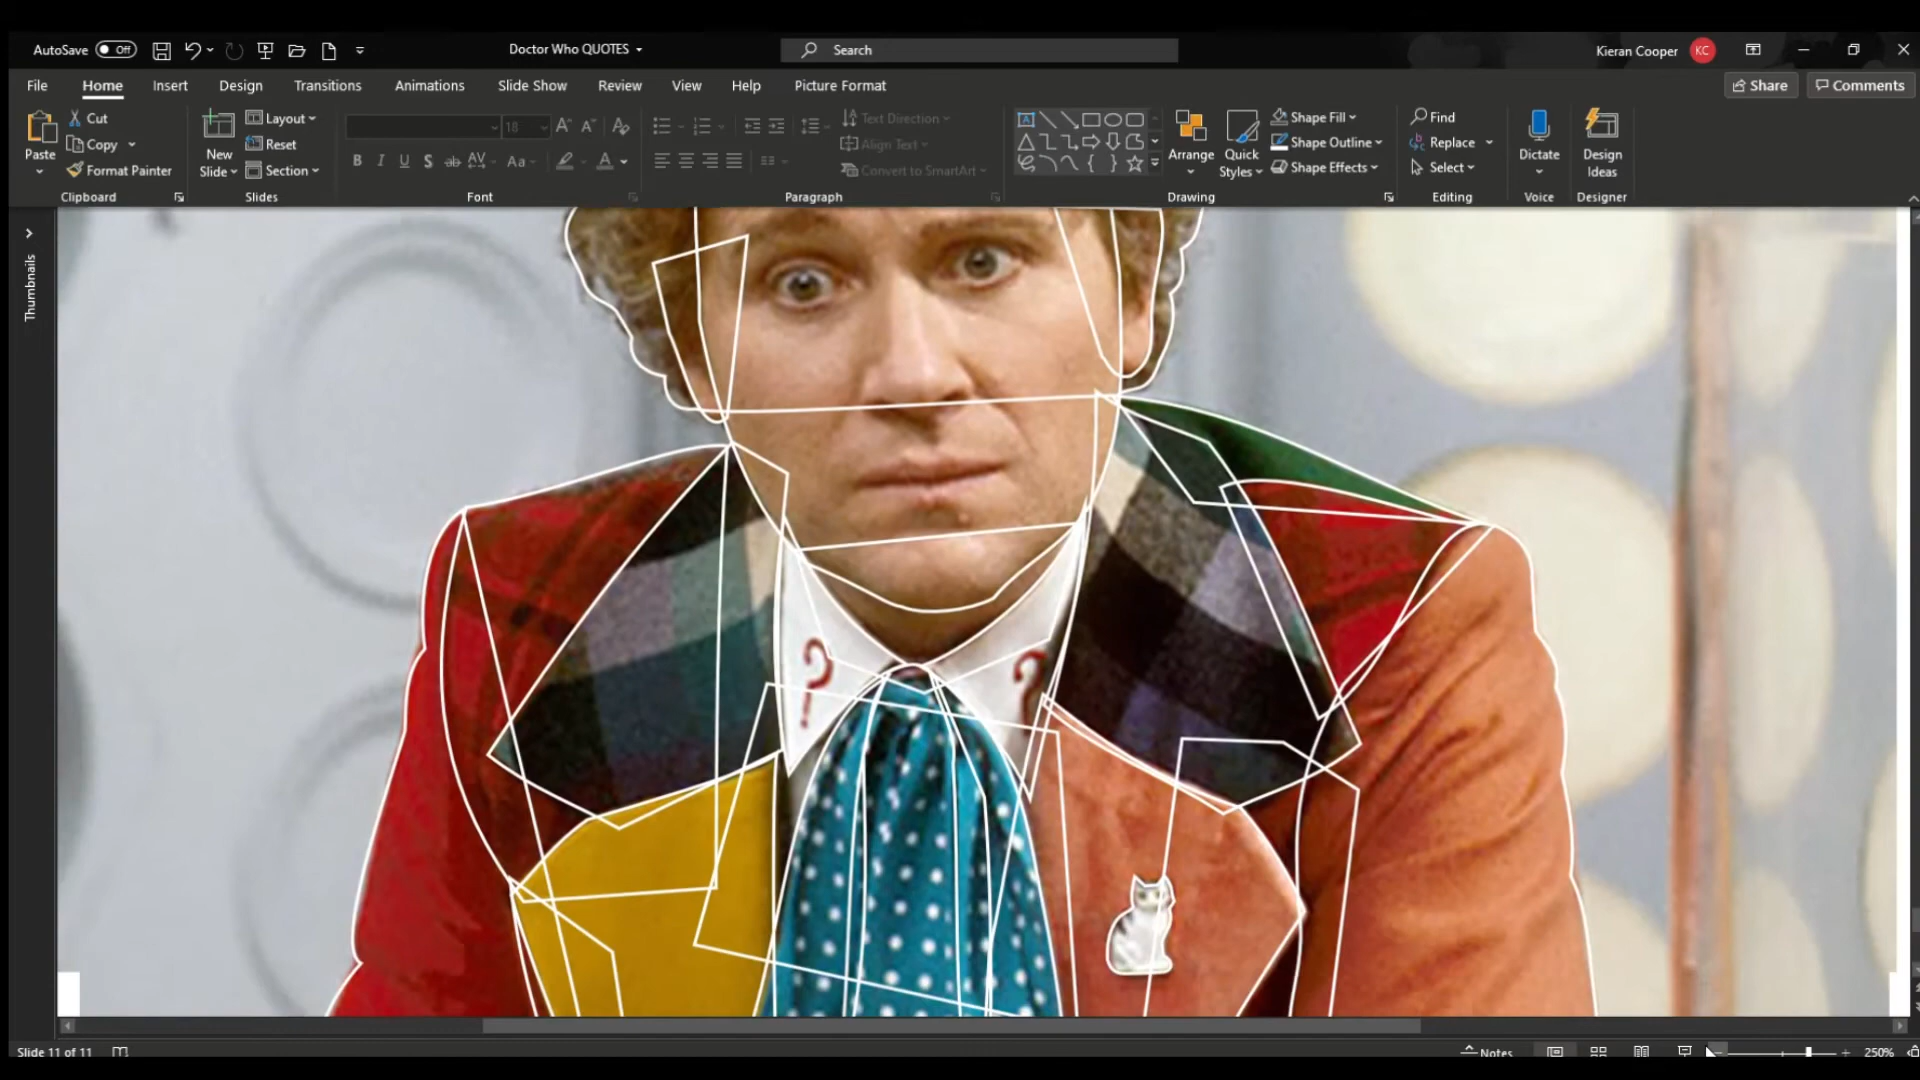 AutoSave Off Doctor Who QUOTES Search Kieran Cooper KC
File Home Insert Design Transitions Animations Slide Show Review View Help Picture Format Share Comments
Paste Cut Copy Format Painter Clipboard
New Slide Layout Reset Section Slides
18 Aa Font
Text Direction Align Text Convert to SmartArt Paragraph
Arrange Quick Styles Shape Fill Shape Outline Shape Effects Drawing
Find Replace Select Editing
Dictate Voice
Design Ideas Designer
Thumbnails
? ?
Slide 11 of 11 Notes 250%